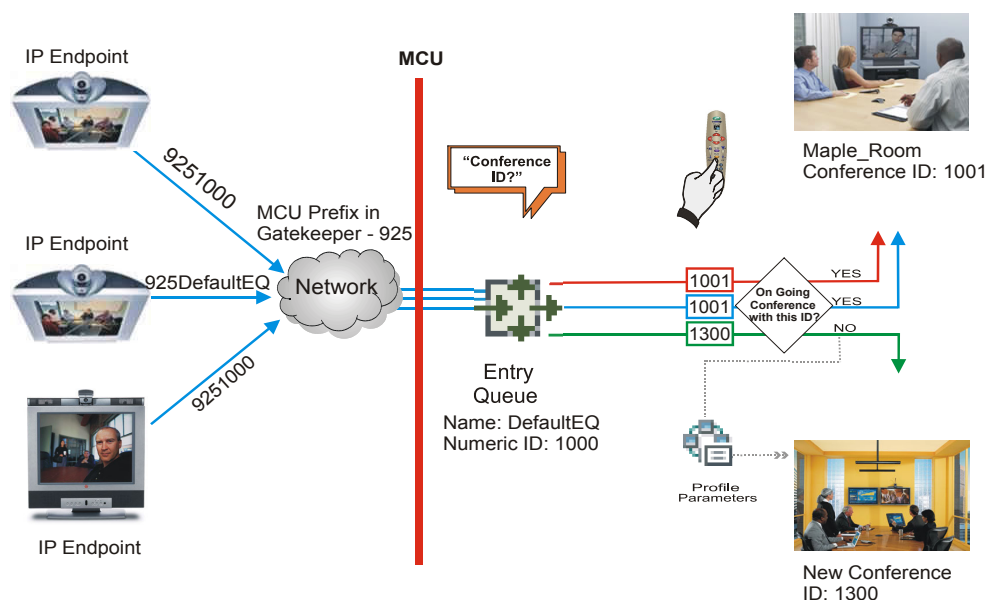 IP Endpoint
9251000
IP Endpoint
925DefaultEQ
9251000
IP Endpoint
MCU Prefix in
Gatekeeper - 925
Network
MCU
“Conference
ID?”
Entry
Queue
Name: DefaultEQ
Numeric ID: 1000
1001
1001
1300
On Going
Conference
with this ID?
YES
YES
NO
Maple_Room
Conference ID: 1001
Profile
Parameters
New Conference
ID: 1300